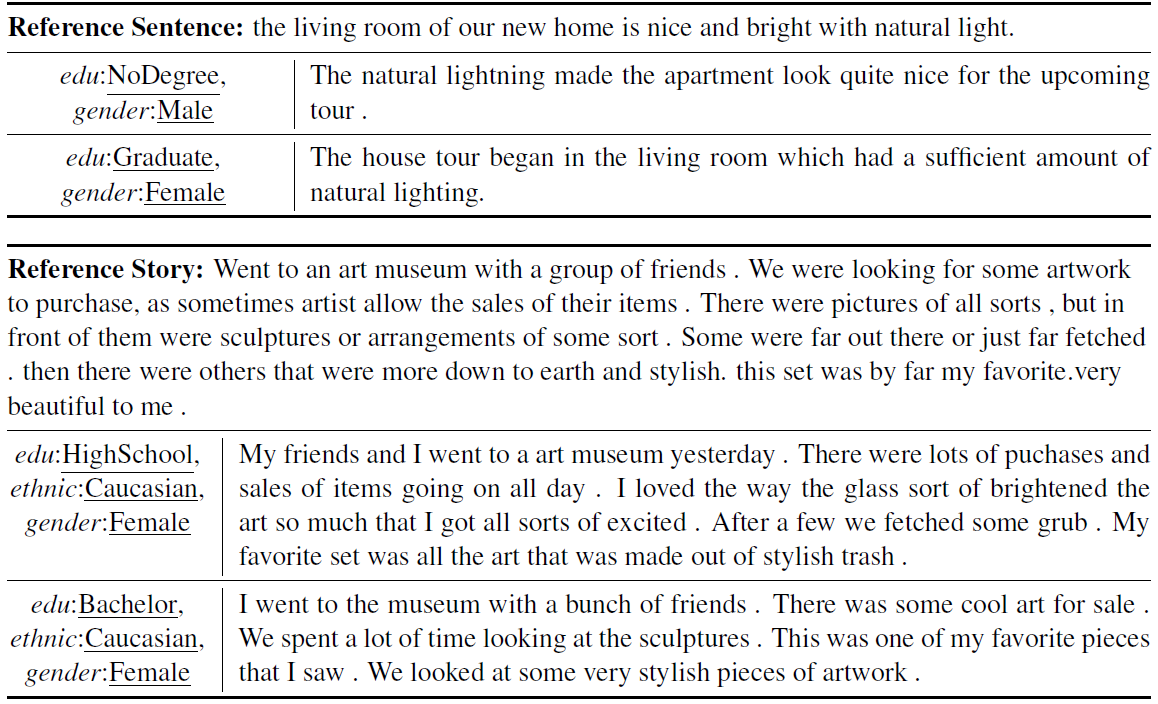 Reference Sentence: the living room of our new home is nice and bright with natural light.
edu:NoDegree,
gender:Male
The natural lightning made the apartment look quite nice for the upcoming
tour .
edu:Graduate,
gender:Female
The house tour began in the living room which had a sufficient amount of
natural lighting.
Reference Story: Went to an art museum with a group of friends . We were looking for some artwork
to purchase, as sometimes artist allow the sales of their items . There were pictures of all sorts , but in
front of them were sculptures or arrangements of some sort . Some were far out there or just far fetched
. then there were others that were more down to earth and stylish. this set was by far my favorite.very
beautiful to me .
edu:HighSchool,
ethnic:Caucasian,
gender:Female
My friends and I went to a art museum yesterday . There were lots of puchases and
sales of items going on all day . I loved the way the glass sort of brightened the
art so much that I got all sorts of excited . After a few we fetched some grub . My
favorite set was all the art that was made out of stylish trash .
edu:Bachelor,
ethnic:Caucasian,
gender:Female
I went to the museum with a bunch of friends . There was some cool art for sale .
We spent a lot of time looking at the sculptures . This was one of my favorite pieces
that I saw . We looked at some very stylish pieces of artwork .